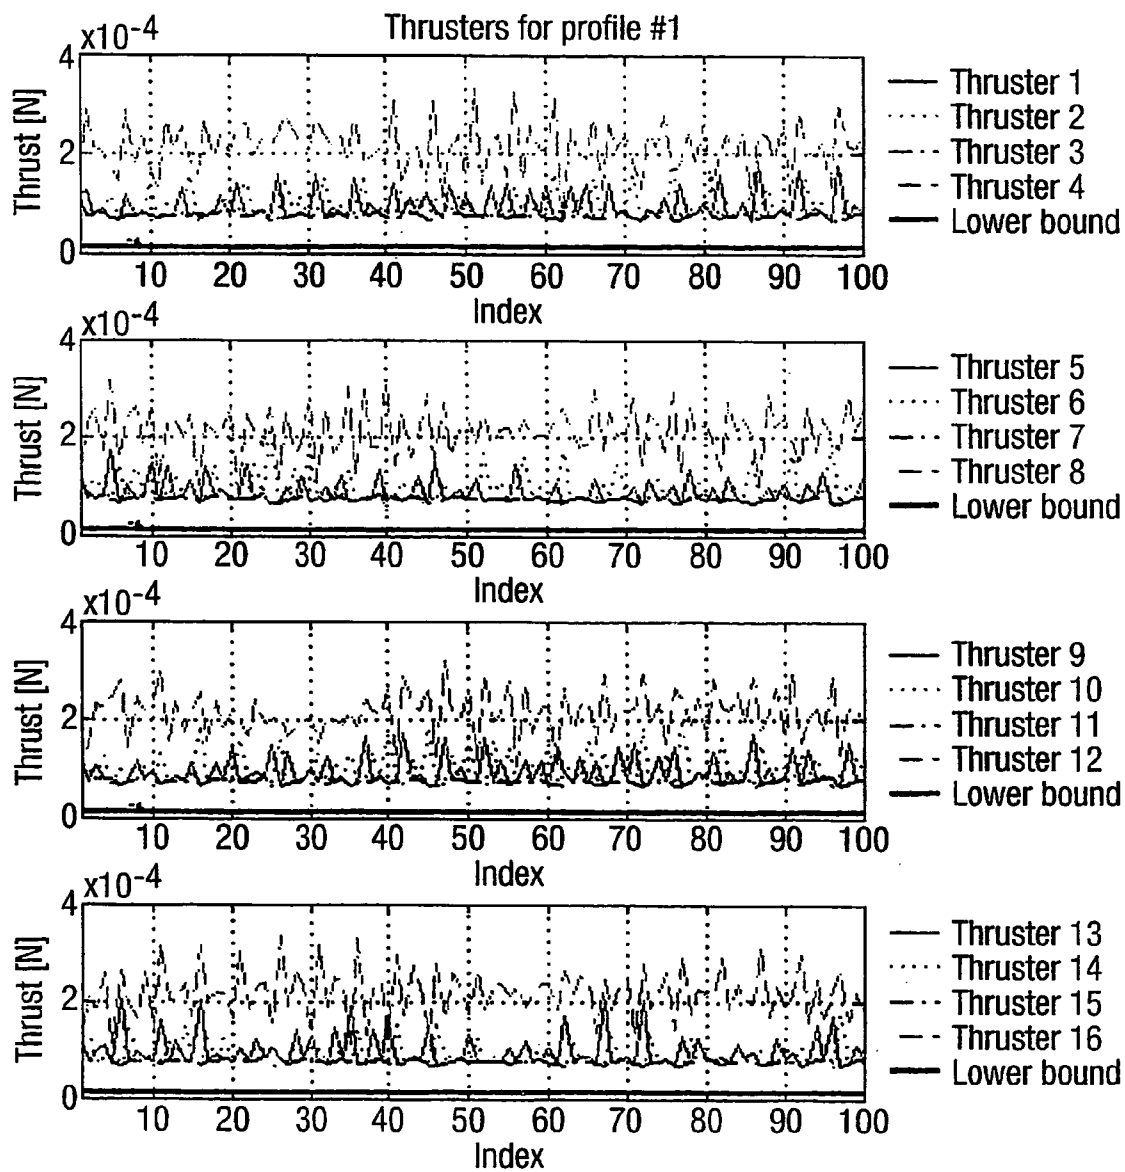 Thrusters for profile #1
x10-4
Thrust [N]
4
2
0
10 20 30 40 50 60 70 80 90 100
Index
Thruster 1
Thruster 2
Thruster 3
Thruster 4
Lower bound
x10-4
Thrust [N]
4
2
0
10 20 30 40 50 60 70 80 90 100
Index
Thruster 5
Thruster 6
Thruster 7
Thruster 8
Lower bound
x10-4
Thrust [N]
4
2
0
10 20 30 40 50 60 70 80 90 100
Index
Thruster 9
Thruster 10
Thruster 11
Thruster 12
Lower bound
x10-4
Thrust [N]
4
2
0
10 20 30 40 50 60 70 80 90 100
Index
Thruster 13
Thruster 14
Thruster 15
Thruster 16
Lower bound